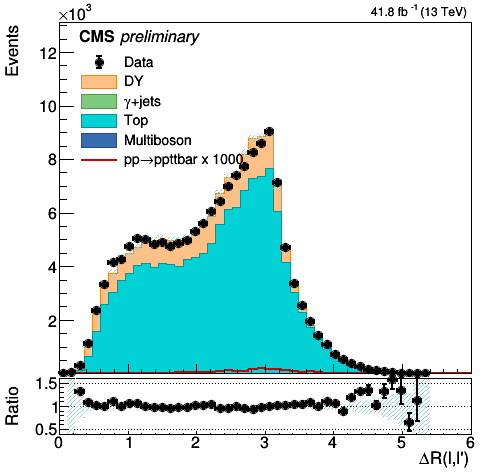 ×10³
41.8 fb⁻¹ (13 TeV)
Events
CMS preliminary
Data
DY
γ+jets
Top
Multiboson
pp→ppttbar x 1000
12
10
8
6
4
2
Ratio
1.5
1
0.5
0 1 2 3 4 5 6
ΔR(l,l')